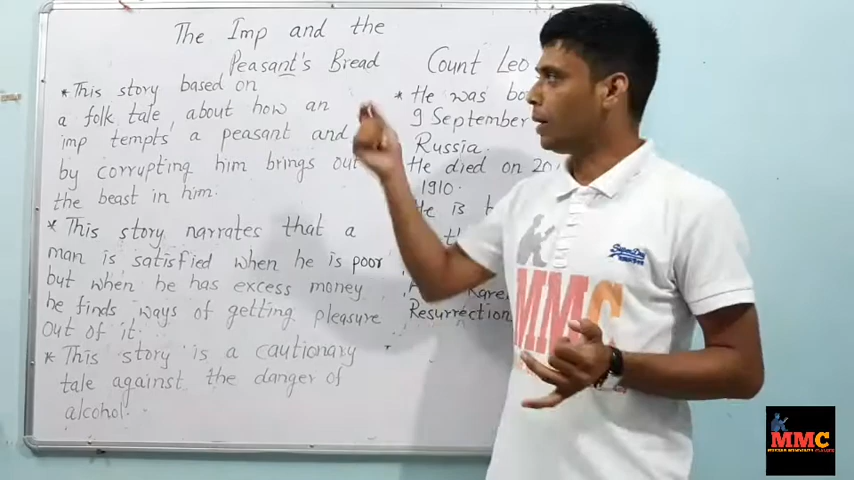 The Imp and the
Peasant's Bread
* This story based on
a folk tale about how an
imp tempts a peasant and
by corrupting him brings out
the beast in him.
* This story narrates that a
man is satisfied when he is poor
but when he has excess money
he finds ways of getting pleasure
out of it.
* This story is a cautionary
tale against the danger of
alcohol.
Count Leo
* He was
9 September
Russia.
* He died on 20
1910.
He is
Resurrection
MMC
Superdry
MMC